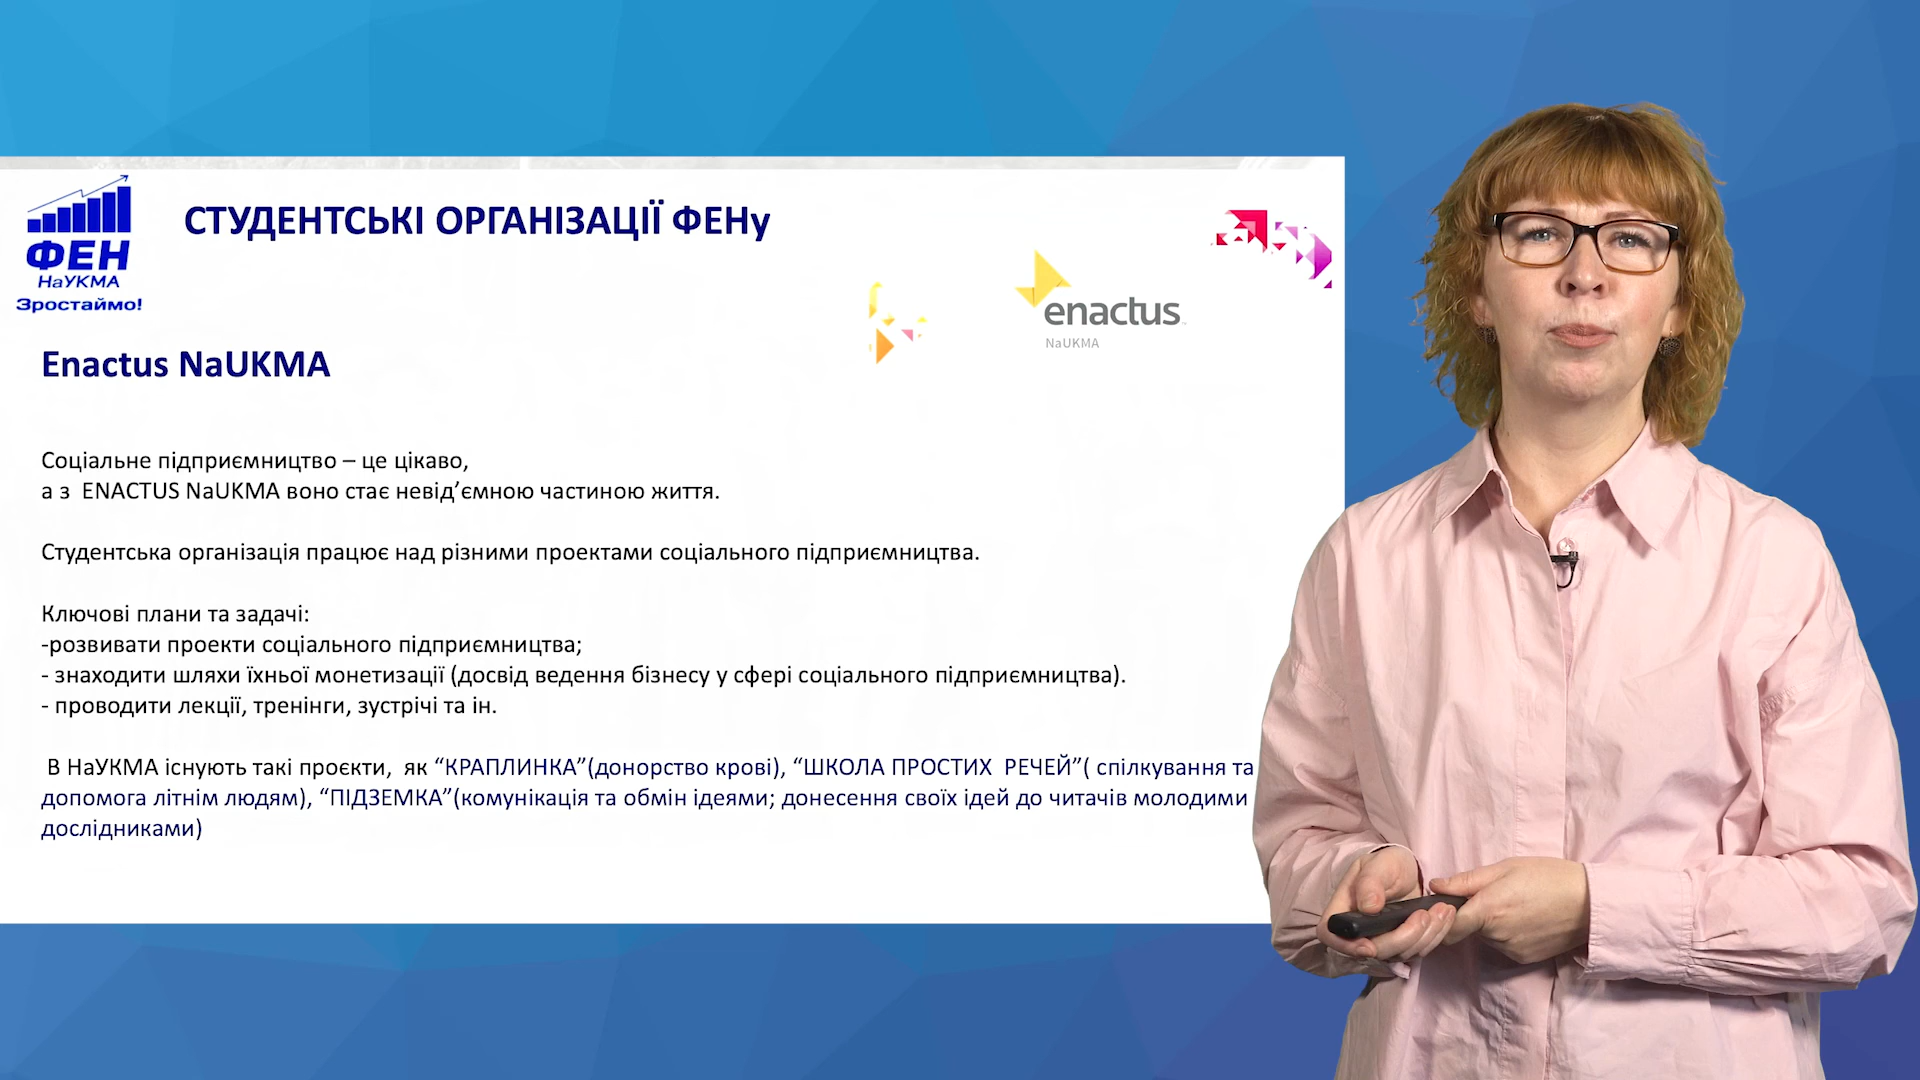 ФЕН
НаУКМА
Зростаймо!
СТУДЕНТСЬКІ ОРГАНІЗАЦІЇ ФЕНу
enactus
NaUKMA
Enactus NaUKMA
Соціальне підприємництво – це цікаво,
а з  ENACTUS NaUKMA воно стає невід’ємною частиною життя.
Студентська організація працює над різними проектами соціального підприємництва.
Ключові плани та задачі:
-розвивати проекти соціального підприємництва;
- знаходити шляхи їхньої монетизації (досвід ведення бізнесу у сфері соціального підприємництва).
- проводити лекції, тренінги, зустрічі та ін.
В НаУКМА існують такі проєкти,  як “КРАПЛИНКА”(донорство крові), “ШКОЛА ПРОСТИХ  РЕЧЕЙ”( спілкування та
допомога літнім людям), “ПІДЗЕМКА”(комунікація та обмін ідеями; донесення своїх ідей до читачів молодими
дослідниками)